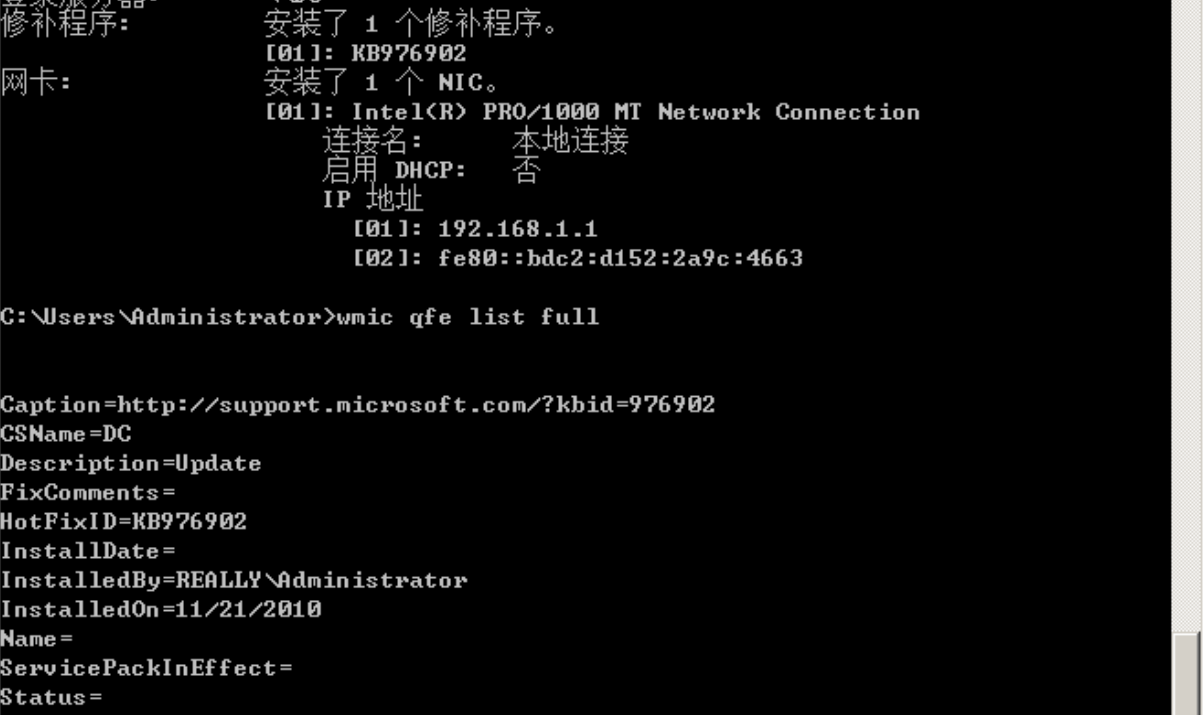 修补程序: 安装了 1 个修补程序。
[01]: KB976902
网卡: 安装了 1 个 NIC。
[01]: Intel(R) PRO/1000 MT Network Connection
连接名: 本地连接
启用 DHCP: 否
IP 地址
[01]: 192.168.1.1
[02]: fe80::bdc2:d152:2a9c:4663
C:\Users\Administrator>wmic qfe list full
Caption=http://support.microsoft.com/?kbid=976902
CSName=DC
Description=Update
FixComments=
HotFixID=KB976902
InstallDate=
InstalledBy=REALLY\Administrator
InstalledOn=11/21/2010
Name=
ServicePackInEffect=
Status=